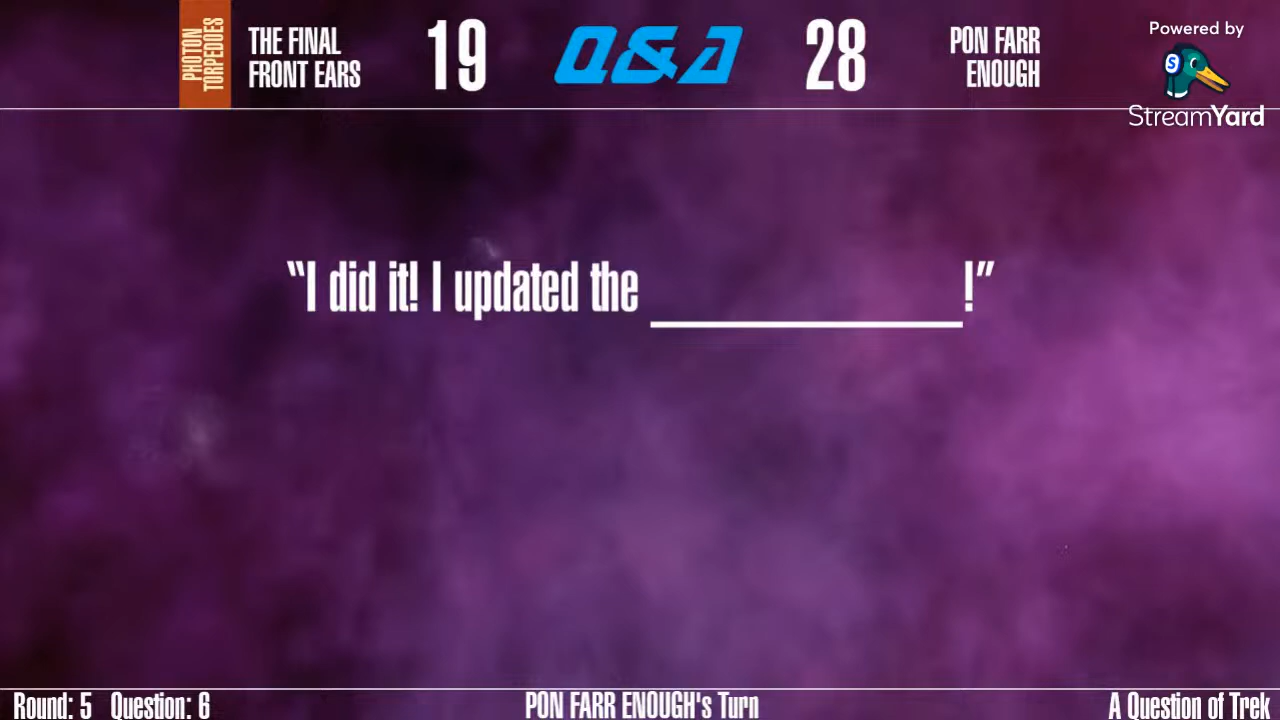 PHOTON
TORPEDOES
THE FINAL
FRONT EARS
19
Q&A
28
PON FARR
ENOUGH
Powered by
S
StreamYard
“I did it! I updated the ____________!”
Round: 5 Question: 6
PON FARR ENOUGH's Turn
A Question of Trek